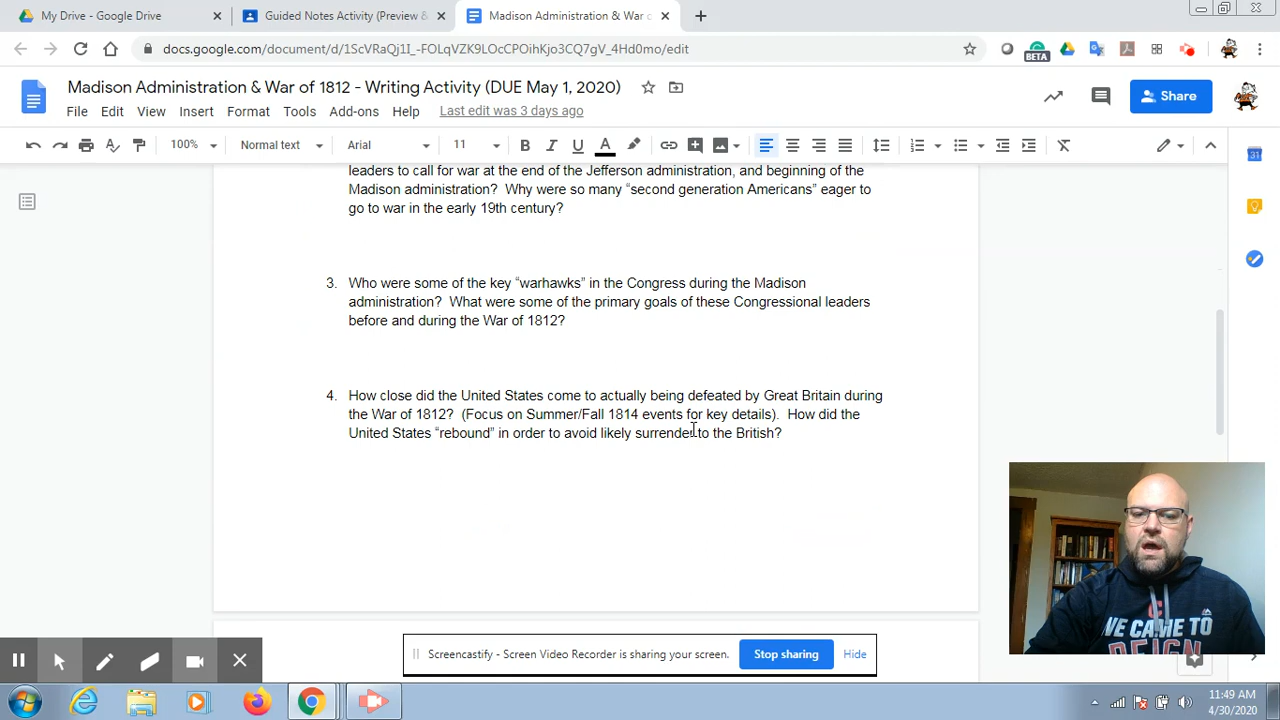 My Drive - Google Drive
Guided Notes Activity (Preview &
Madison Administration & War o
docs.google.com/document/d/1ScVRaQj1I_-FOLqVZK9LOcCPOJhKjo3CQ7gV_4Hd0mo/edit
BETA
Madison Administration & War of 1812 - Writing Activity (DUE May 1, 2020)
File Edit View Insert Format Tools Add-ons Help Last edit was 3 days ago
Share
100% Normal text Arial 11
leaders to call for war at the end of the Jefferson administration, and beginning of the
Madison administration? Why were so many “second generation Americans” eager to
go to war in the early 19th century?
3. Who were some of the key “warhawks” in the Congress during the Madison
administration? What were some of the primary goals of these Congressional leaders
before and during the War of 1812?
4. How close did the United States come to actually being defeated by Great Britain during
the War of 1812? (Focus on Summer/Fall 1814 events for key details). How did the
United States “rebound” in order to avoid likely surrender to the British?
31
WE CAME TO
REIGN
Screencastify - Screen Video Recorder is sharing your screen. Stop sharing Hide
11:49 AM
4/30/2020